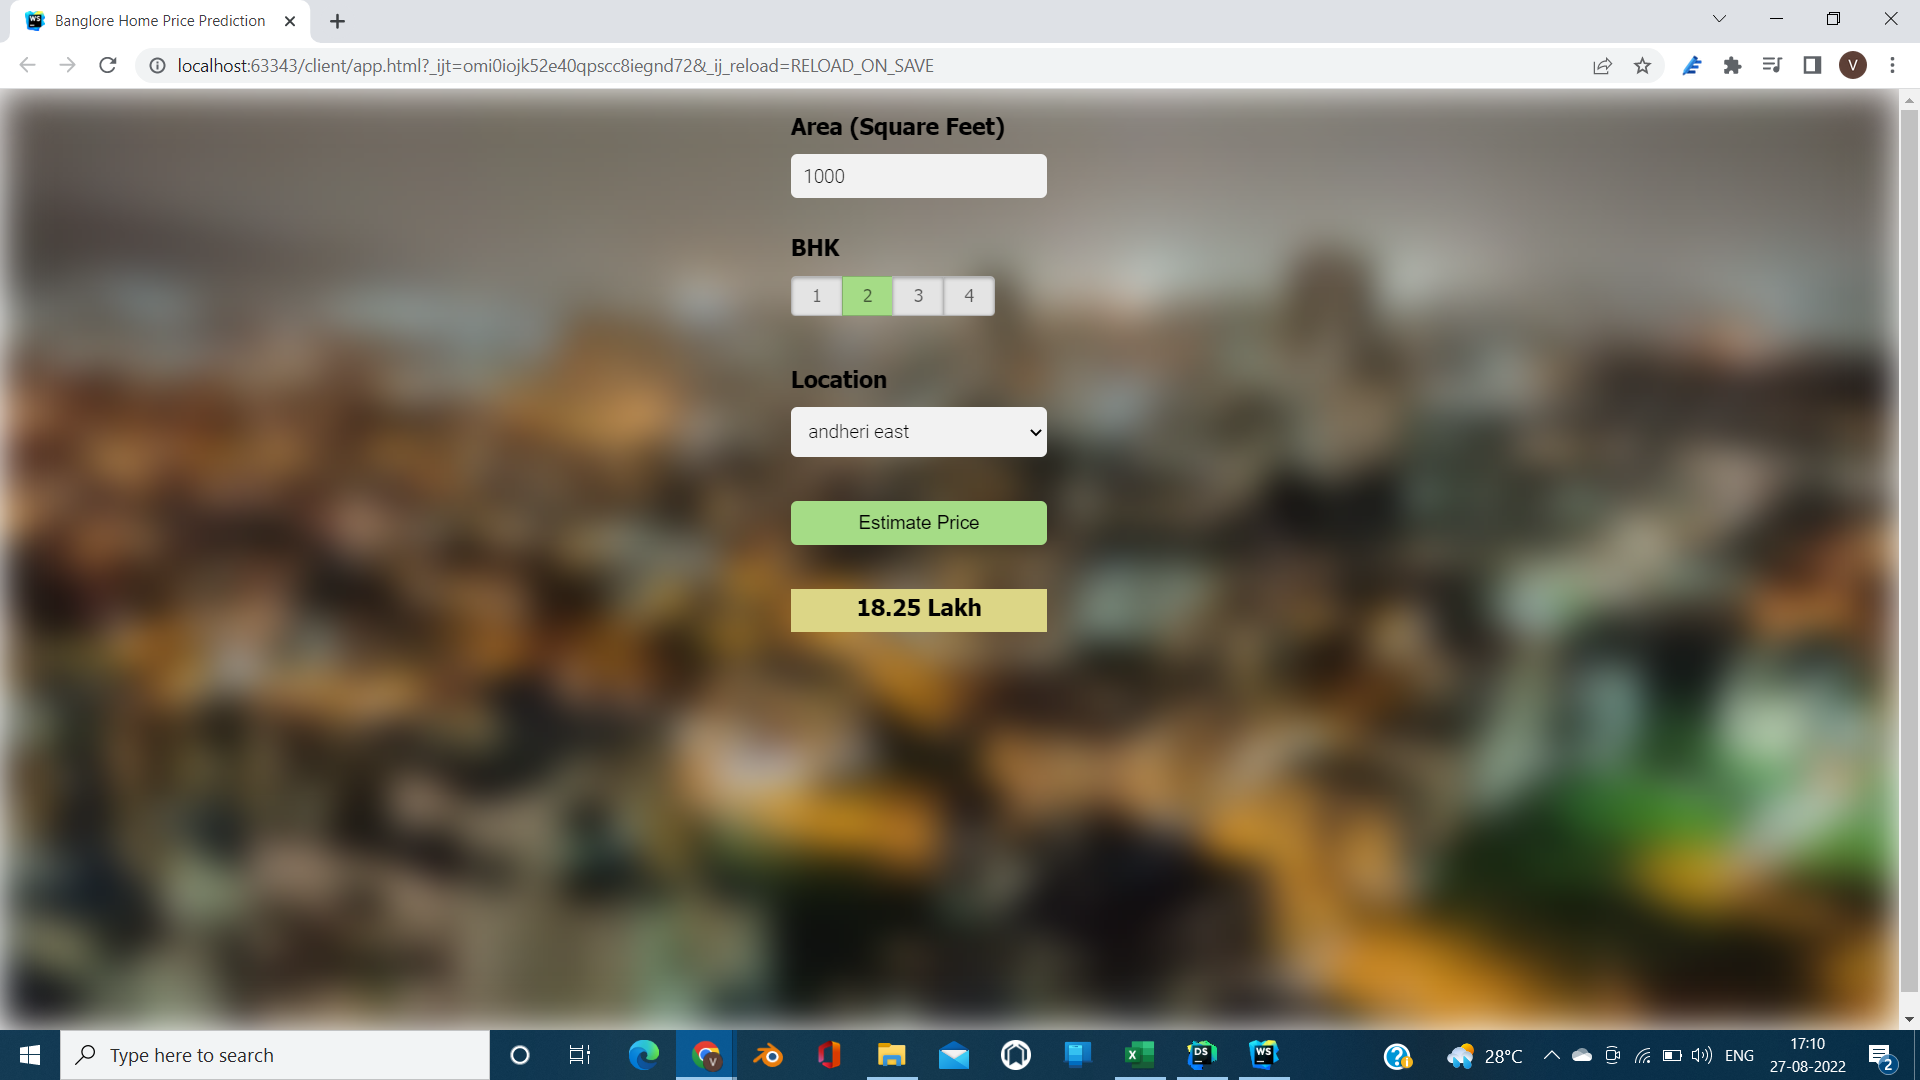 Banglore Home Price Prediction
localhost:63343/client/app.html?_ijt=omi0iojk52e40qpscc8iegnd72&_ij_reload=RELOAD_ON_SAVE
V
Area (Square Feet)
1000
BHK
1 2 3 4
Location
andheri east
Estimate Price
18.25 Lakh
Type here to search
28°C
ENG
17:10
27-08-2022
2